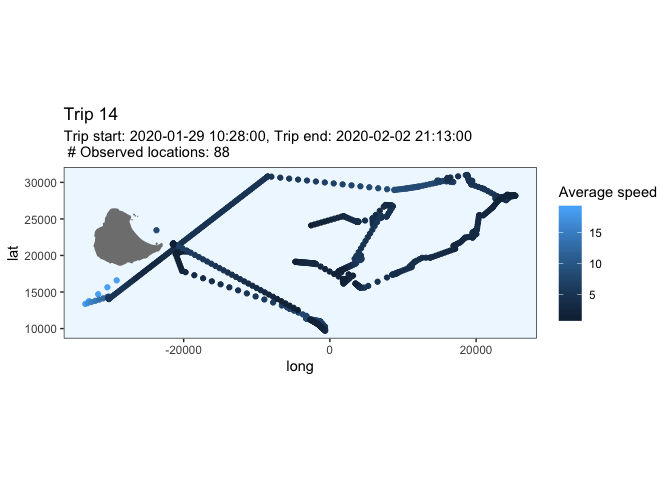 Trip 14
Trip start: 2020-01-29 10:28:00, Trip end: 2020-02-02 21:13:00
# Observed locations: 88
30000
25000
20000
15000
10000
lat
-20000
0
20000
long
Average speed
15
10
5